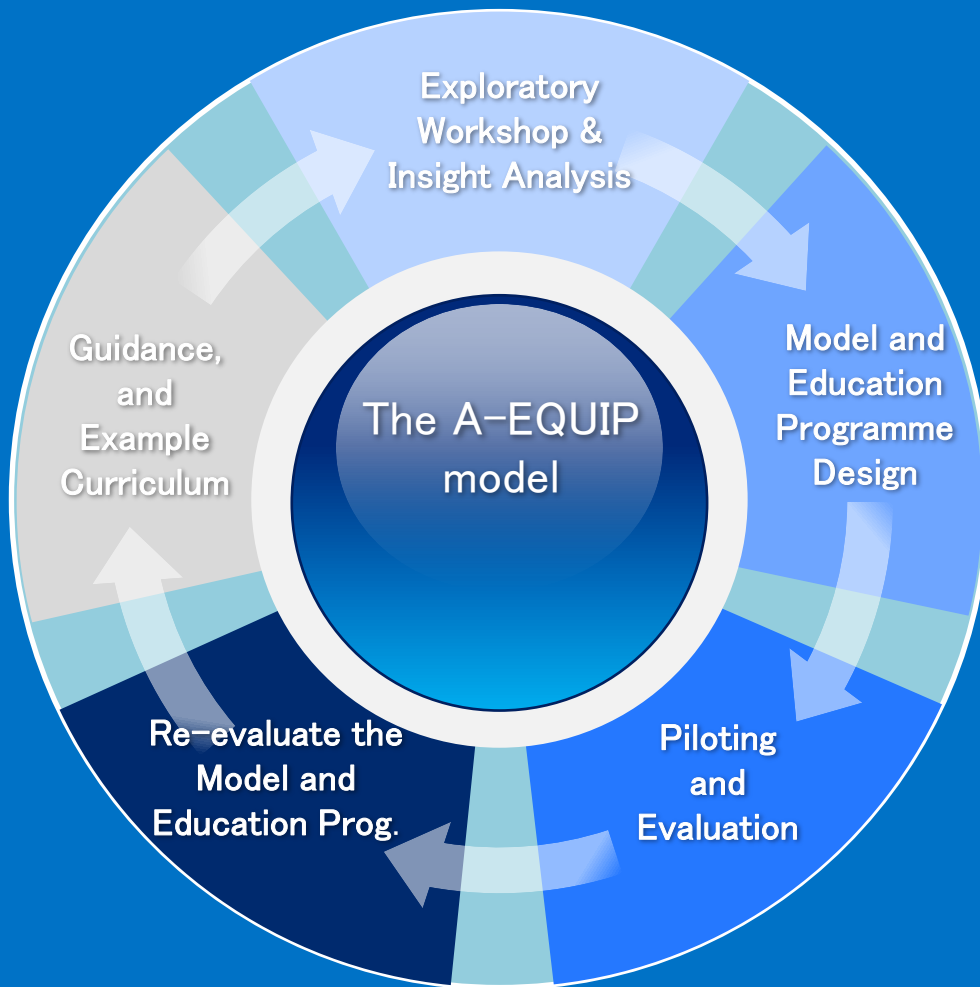 Exploratory
Workshop &
Insight Analysis
Model and
Education
Programme
Design
Piloting
and
Evaluation
Re-evaluate the
Model and
Education Prog.
Guidance,
and
Example
Curriculum
The A-EQUIP
model